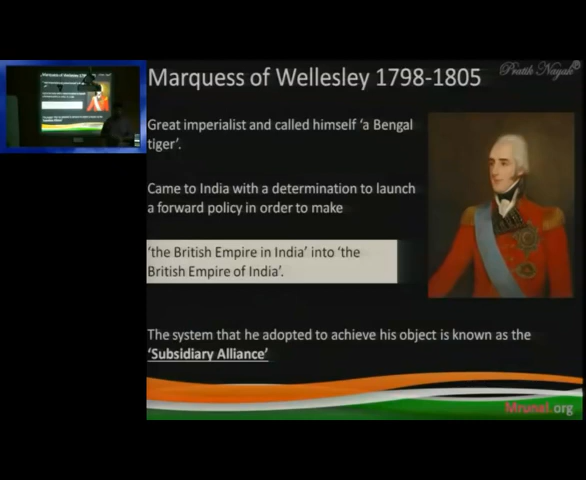 Marquess of Wellesley 1798-1805
Pratik Nayak
Great imperialist and called himself ‘a Bengal
tiger’.
Came to India with a determination to launch
a forward policy in order to make
‘the British Empire in India’ into ‘the
British Empire of India’.
The system that he adopted to achieve his object is known as the
‘Subsidiary Alliance’
Mrunal.org